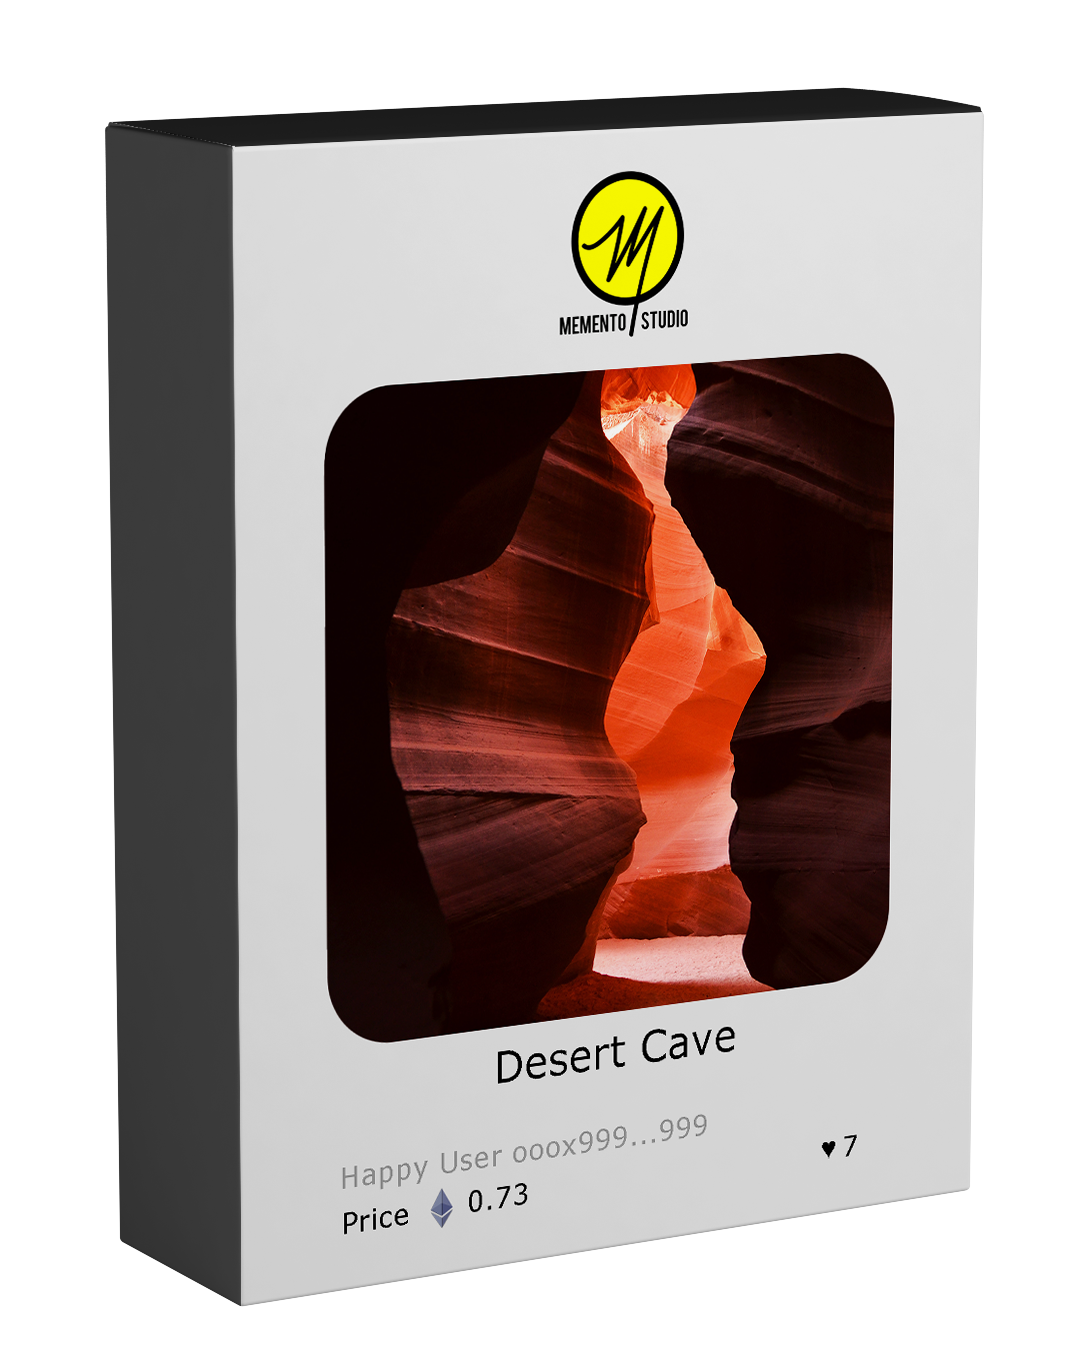 MEMENTO STUDIO
Desert Cave
Happy User ooox999...999
♥ 7
Price 0.73